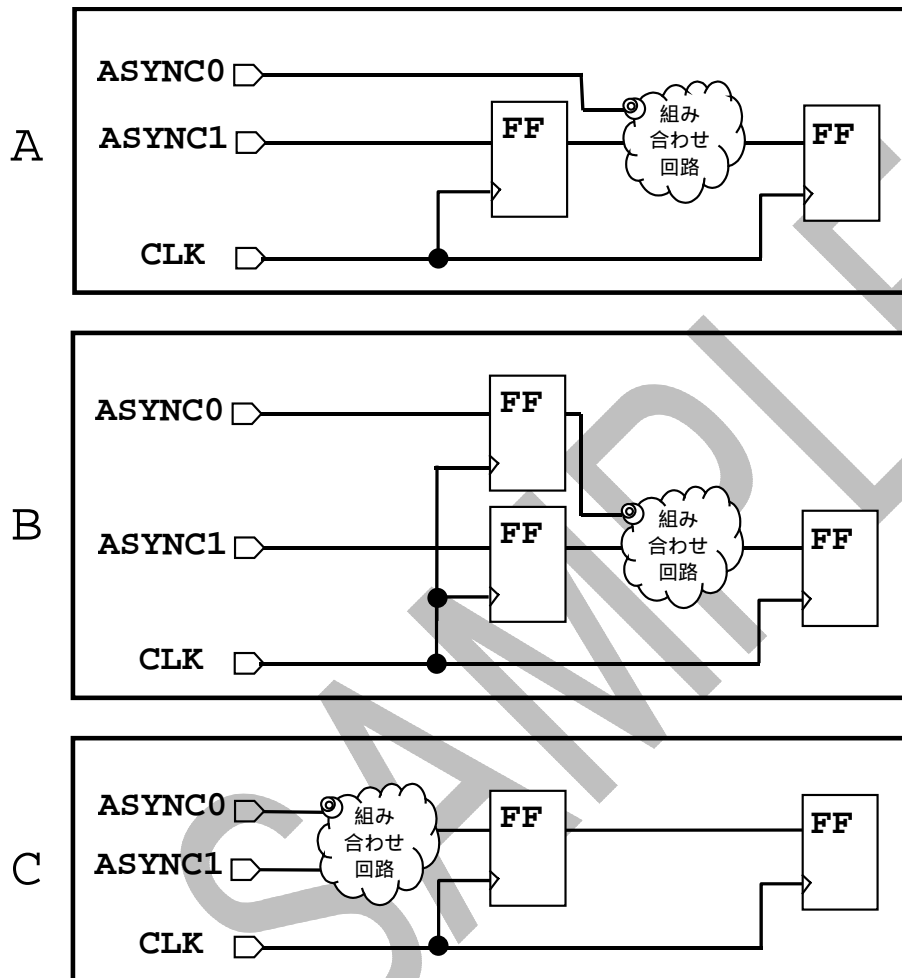 A
ASYNC0
ASYNC1
CLK
FF
組み
合わせ
回路
FF
B
ASYNC0
ASYNC1
CLK
FF
FF
組み
合わせ
回路
FF
C
ASYNC0
ASYNC1
CLK
組み
合わせ
回路
FF
FF
SAMPLE